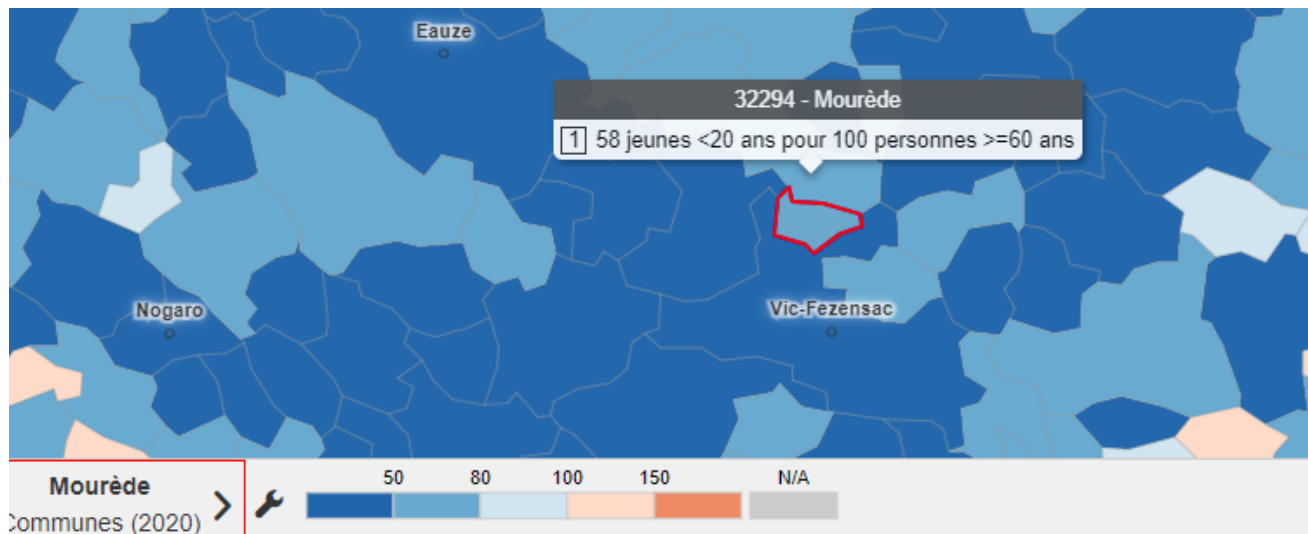 Eauze
32294 - Mourède
1 58 jeunes <20 ans pour 100 personnes >=60 ans
Nogaro
Vic-Fezensac
50 80 100 150 N/A
Mourède
Communes (2020)